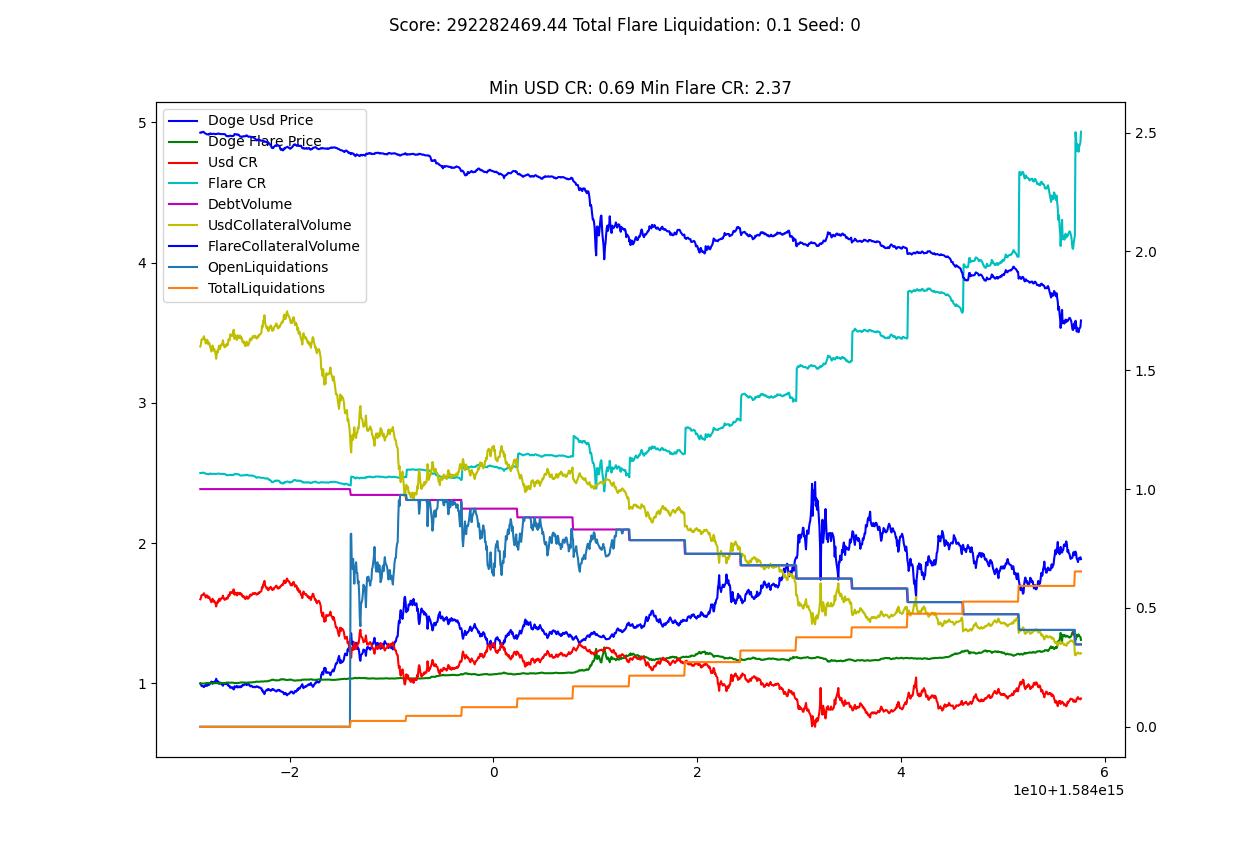 Score: 292282469.44 Total Flare Liquidation: 0.1 Seed: 0
Min USD CR: 0.69 Min Flare CR: 2.37
Doge Usd Price
Doge Flare Price
Usd CR
Flare CR
DebtVolume
UsdCollateralVolume
FlareCollateralVolume
OpenLiquidations
TotalLiquidations
5
4
3
2
1
2.5
2.0
1.5
1.0
0.5
0.0
−2 0 2 4 6
1e10+1.584e15